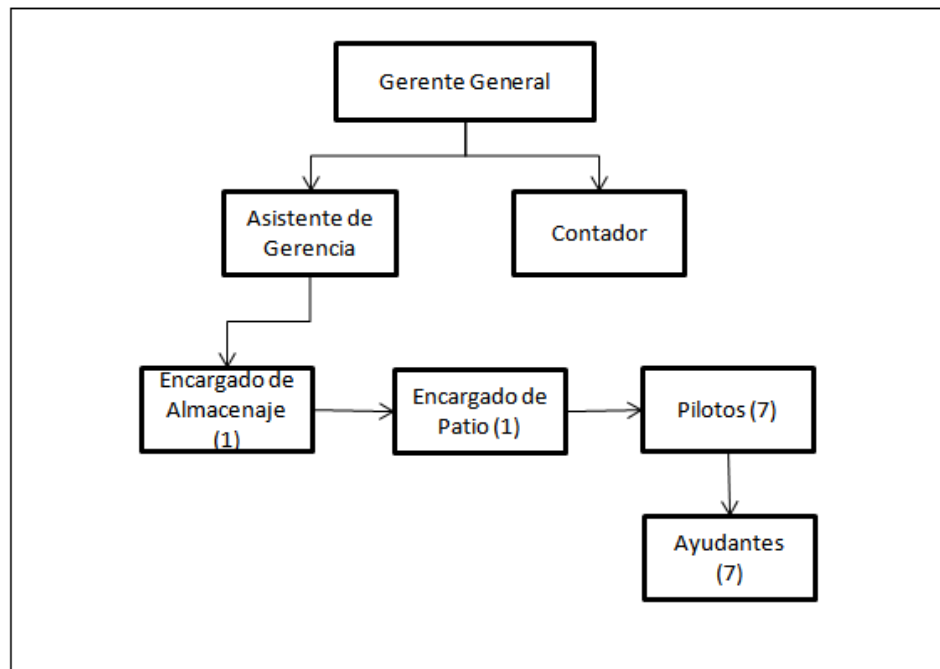 Gerente General
Asistente de
Gerencia
Contador
Encargado de
Almacenaje
(1)
Encargado de
Patio (1)
Pilotos (7)
Ayudantes
(7)